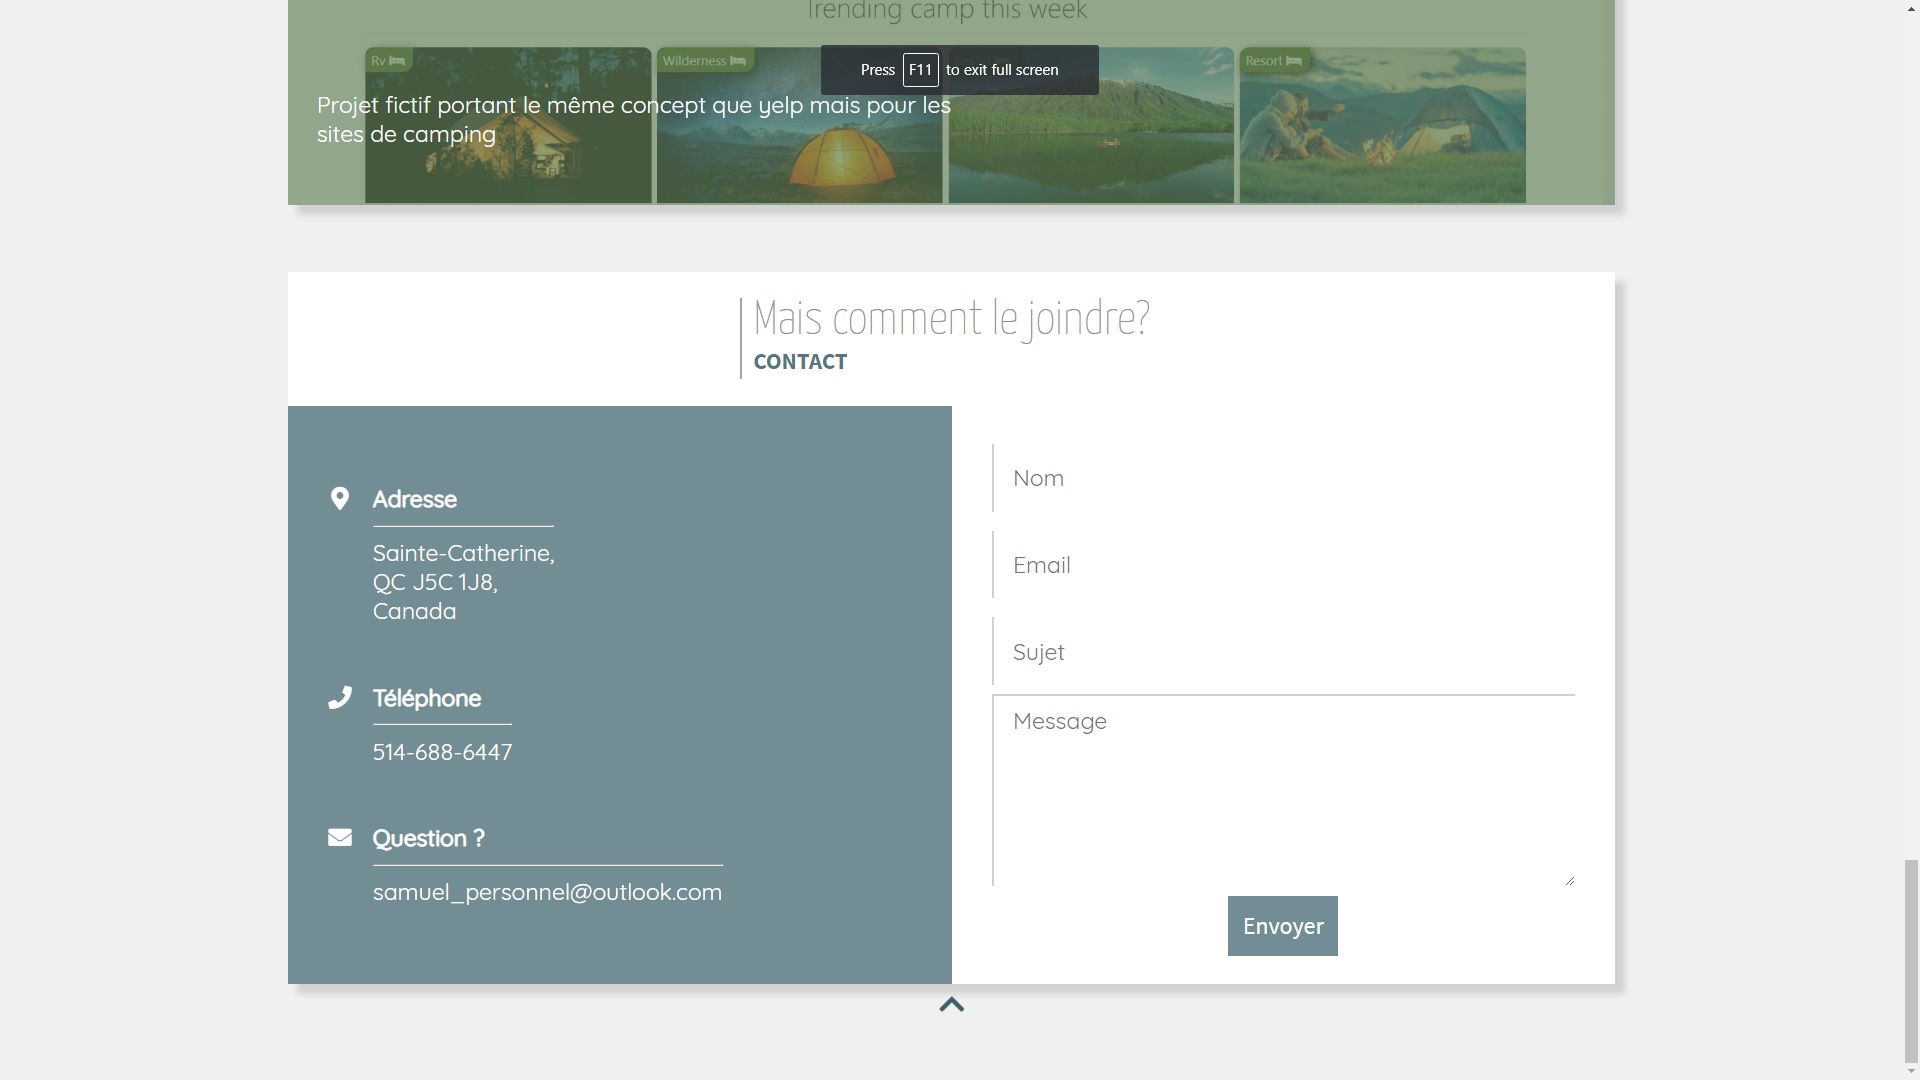 Trending camp this week
Rv
Wilderness
Resort
Press F11 to exit full screen
Projet fictif portant le même concept que yelp mais pour les
sites de camping
Mais comment le joindre?
CONTACT
Adresse
Sainte-Catherine,
QC J5C 1J8,
Canada
Téléphone
514-688-6447
Question ?
samuel_personnel@outlook.com
Nom
Email
Sujet
Message
Envoyer